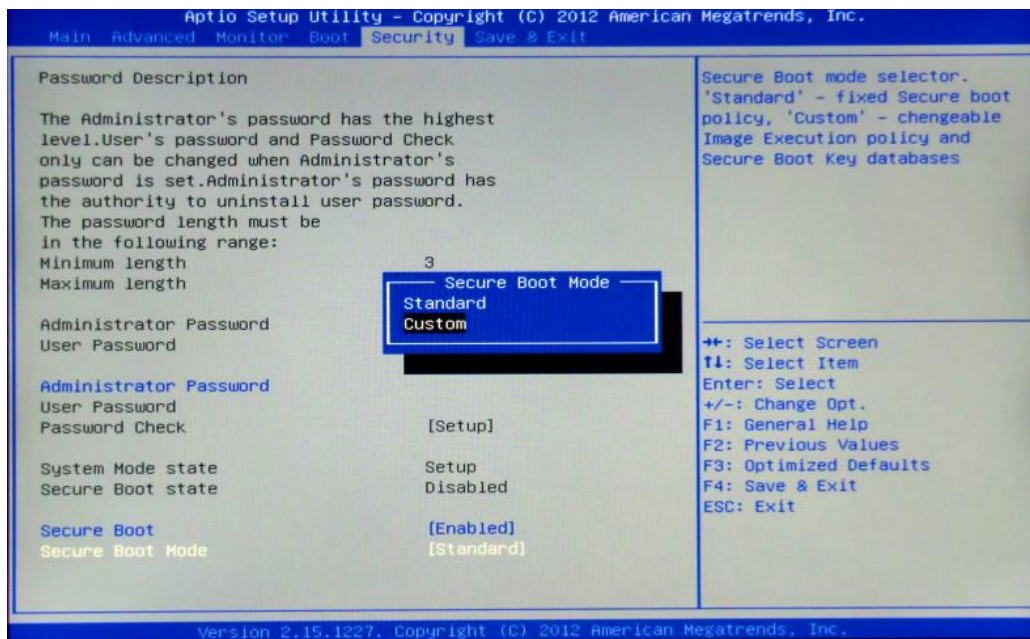 Aptio Setup Utility – Copyright (C) 2012 American Megatrends, Inc.
Main Advanced Monitor Boot Security Save & Exit
Password Description
The Administrator's password has the highest
level.User's password and Password Check
only can be changed when Administrator's
password is set.Administrator's password has
the authority to uninstall user password.
The password length must be
in the following range:
Minimum length 3
Maximum length
Administrator Password
User Password
Administrator Password
User Password
Password Check [Setup]
System Mode state Setup
Secure Boot state Disabled
Secure Boot [Enabled]
Secure Boot Mode [Standard]
Secure Boot Mode
Standard
Custom
Secure Boot mode selector.
'Standard' – fixed Secure boot
policy, 'Custom' – chengeable
Image Execution policy and
Secure Boot Key databases
→←: Select Screen
↑↓: Select Item
Enter: Select
+/-: Change Opt.
F1: General Help
F2: Previous Values
F3: Optimized Defaults
F4: Save & Exit
ESC: Exit
Version 2.15.1227. Copyright (C) 2012 American Megatrends, Inc.